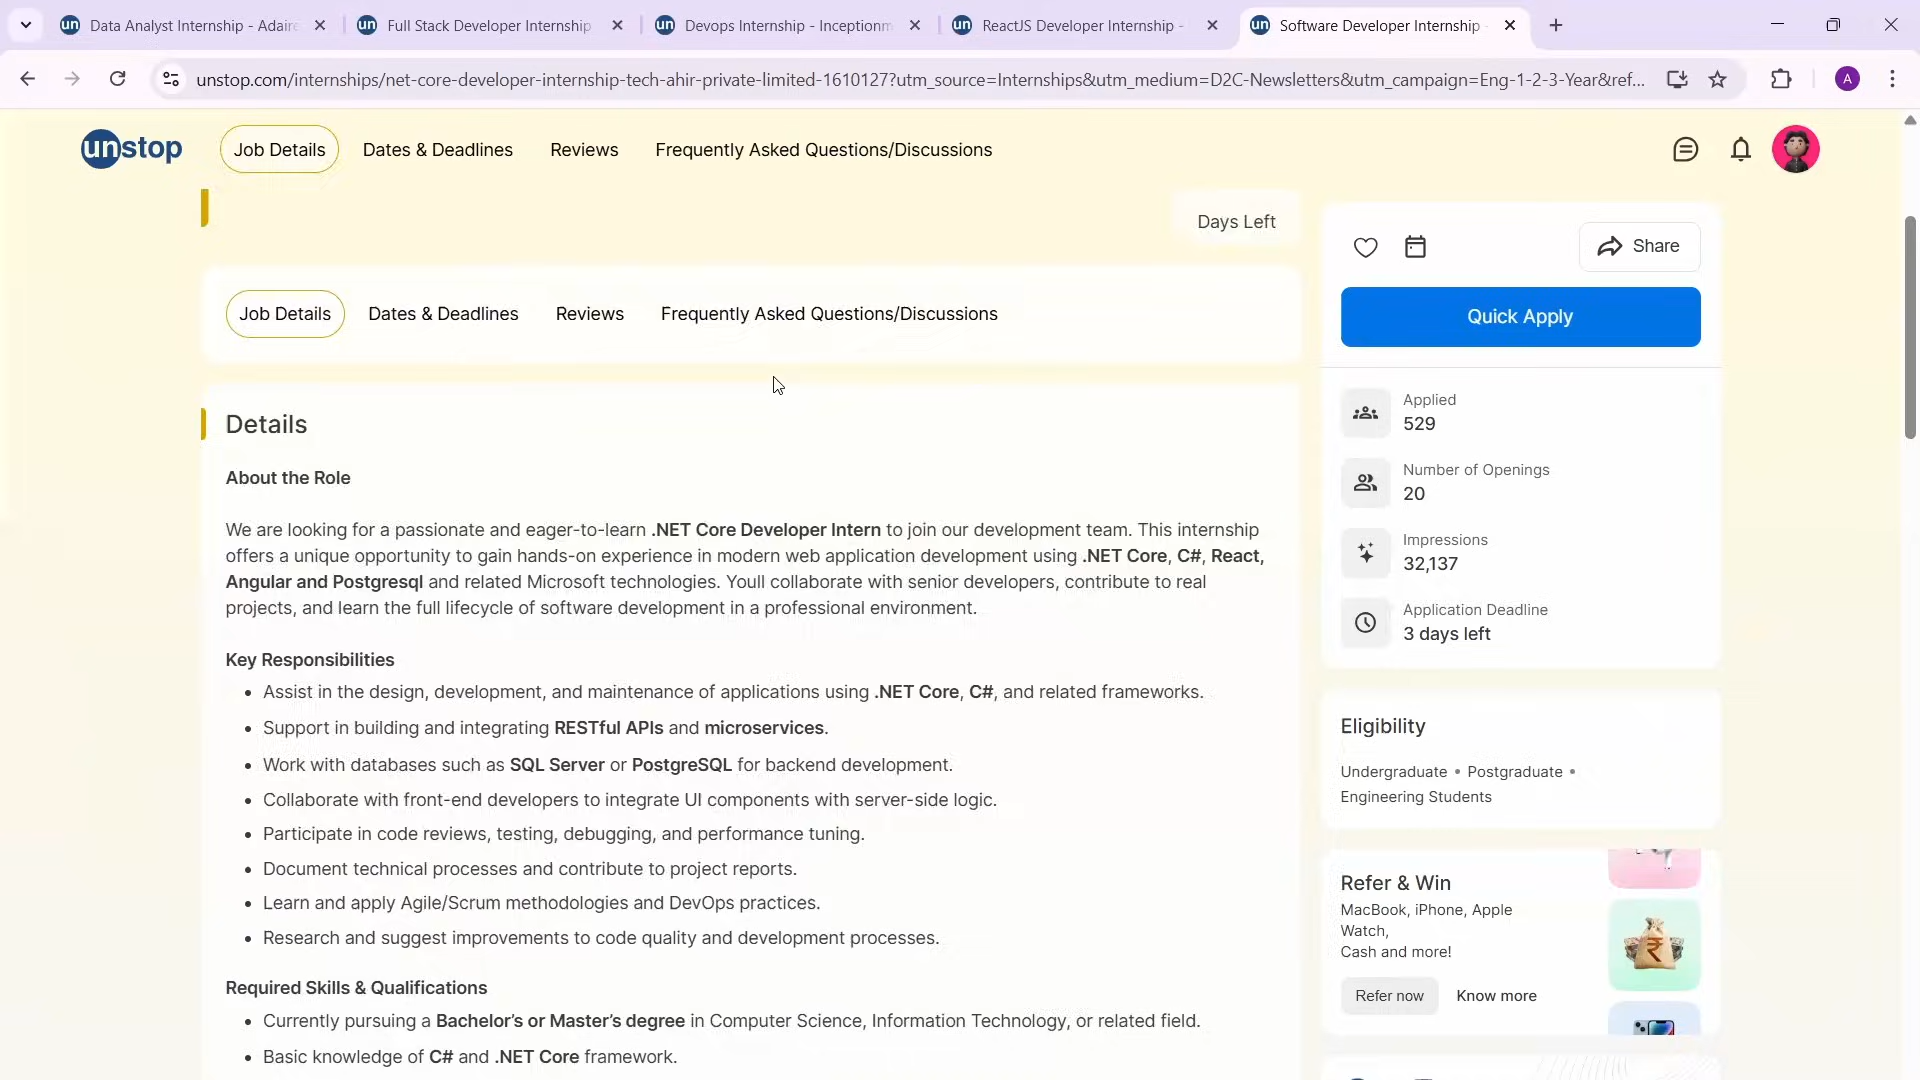 un Data Analyst Internship - Adaire
un Full Stack Developer Internship
un Devops Internship - Inceptionm
un ReactJS Developer Internship -
un Software Developer Internship -
unstop.com/internships/net-core-developer-internship-tech-ahir-private-limited-1610127?utm_source=Internships&utm_medium=D2C-Newsletters&utm_campaign=Eng-1-2-3-Year&ref...
A
unstop
Job Details
Dates & Deadlines
Reviews
Frequently Asked Questions/Discussions
Days Left
Job Details
Dates & Deadlines
Reviews
Frequently Asked Questions/Discussions
Details
About the Role
We are looking for a passionate and eager-to-learn .NET Core Developer Intern to join our development team. This internship
offers a unique opportunity to gain hands-on experience in modern web application development using .NET Core, C#, React,
Angular and Postgresql and related Microsoft technologies. Youll collaborate with senior developers, contribute to real
projects, and learn the full lifecycle of software development in a professional environment.
Key Responsibilities
• Assist in the design, development, and maintenance of applications using .NET Core, C#, and related frameworks.
• Support in building and integrating RESTful APIs and microservices.
• Work with databases such as SQL Server or PostgreSQL for backend development.
• Collaborate with front-end developers to integrate UI components with server-side logic.
• Participate in code reviews, testing, debugging, and performance tuning.
• Document technical processes and contribute to project reports.
• Learn and apply Agile/Scrum methodologies and DevOps practices.
• Research and suggest improvements to code quality and development processes.
Required Skills & Qualifications
• Currently pursuing a Bachelor’s or Master’s degree in Computer Science, Information Technology, or related field.
• Basic knowledge of C# and .NET Core framework.
Share
Quick Apply
Applied
529
Number of Openings
20
Impressions
32,137
Application Deadline
3 days left
Eligibility
Undergraduate • Postgraduate •
Engineering Students
Refer & Win
MacBook, iPhone, Apple
Watch,
Cash and more!
₹
Refer now
Know more